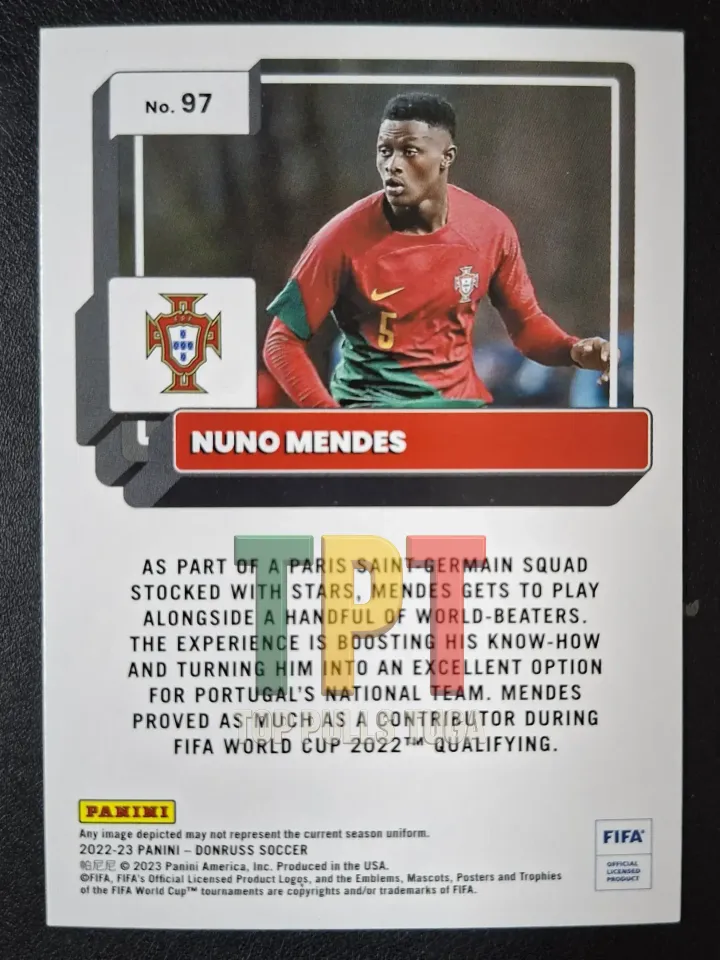 No. 97
5
NUNO MENDES
AS PART OF A PARIS SAINT-GERMAIN SQUAD
STOCKED WITH STARS, MENDES GETS TO PLAY
ALONGSIDE A HANDFUL OF WORLD-BEATERS.
THE EXPERIENCE IS BOOSTING HIS KNOW-HOW
AND TURNING HIM INTO AN EXCELLENT OPTION
FOR PORTUGAL'S NATIONAL TEAM. MENDES
PROVED AS MUCH AS A CONTRIBUTOR DURING
FIFA WORLD CUP 2022™ QUALIFYING.
TPT
TOP PULLS TUGA
PANINI
Any image depicted may not represent the current season uniform.
2022-23 PANINI – DONRUSS SOCCER
帕尼尼 © 2023 Panini America, Inc. Produced in the USA.
©FIFA, FIFA's Official Licensed Product Logos, and the Emblems, Mascots, Posters and Trophies
of the FIFA World Cup™ tournaments are copyrights and/or trademarks of FIFA.
FIFA®
OFFICIAL
LICENSED
PRODUCT